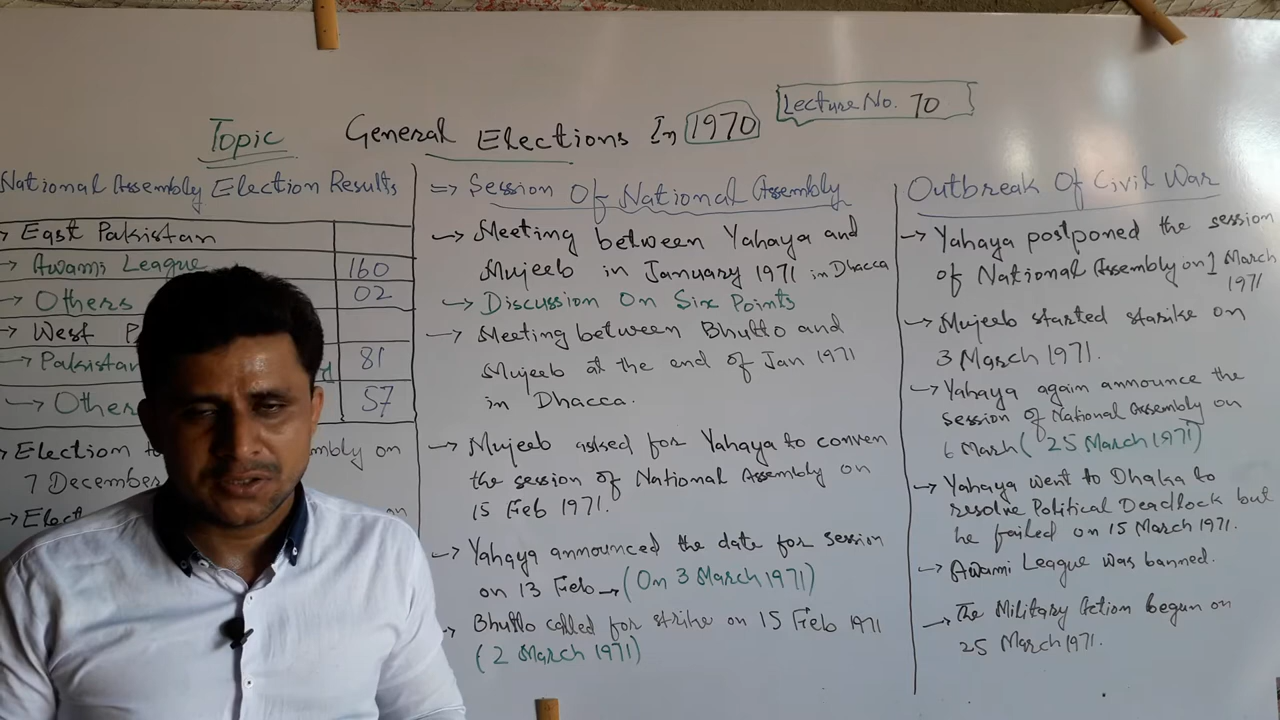 Lecture No. 70
Topic General Elections In 1970
National Assembly Election Results
→ East Pakistan
→ Awami League 160
→ Others 02
→ West P
→ Pakistan 81
→ Other 57
→ Election mbly on
7 December
→ Elect on
=> Session Of National Assembly
→ Meeting between Yahaya and
Mujeeb in January 1971 in Dhacca
→ Discussion On Six Points
→ Meeting between Bhutto and
Mujeeb at the end of Jan 1971
in Dhacca.
→ Mujeeb asked for Yahaya to conven
the session of National Assembly on
15 Feb 1971.
→ Yahaya announced the date for session
on 13 Feb → (On 3 March 1971)
→ Bhutto called for strike on 15 Feb 1971
(2 March 1971)
Outbreak Of Civil War
→ Yahaya postponed the session
of National Assembly on 1 March
1971
→ Mujeeb started starike on
3 March 1971.
→ Yahaya again announce the
session of National Assembly on
6 Marh (25 March 1971)
→ Yahaya went to Dhaka to
resolve Political Deadlock but
he failed on 15 March 1971.
→ Awami League was banned.
→ The Military Action begun on
25 March 1971.